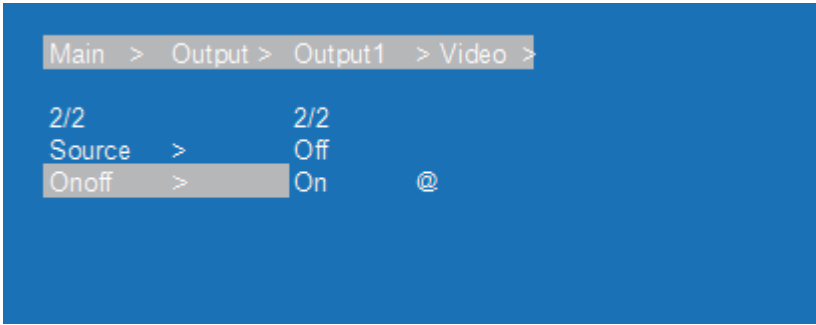 Main > Output > Output1 > Video >
2/2 2/2
Source > Off
Onoff > On @